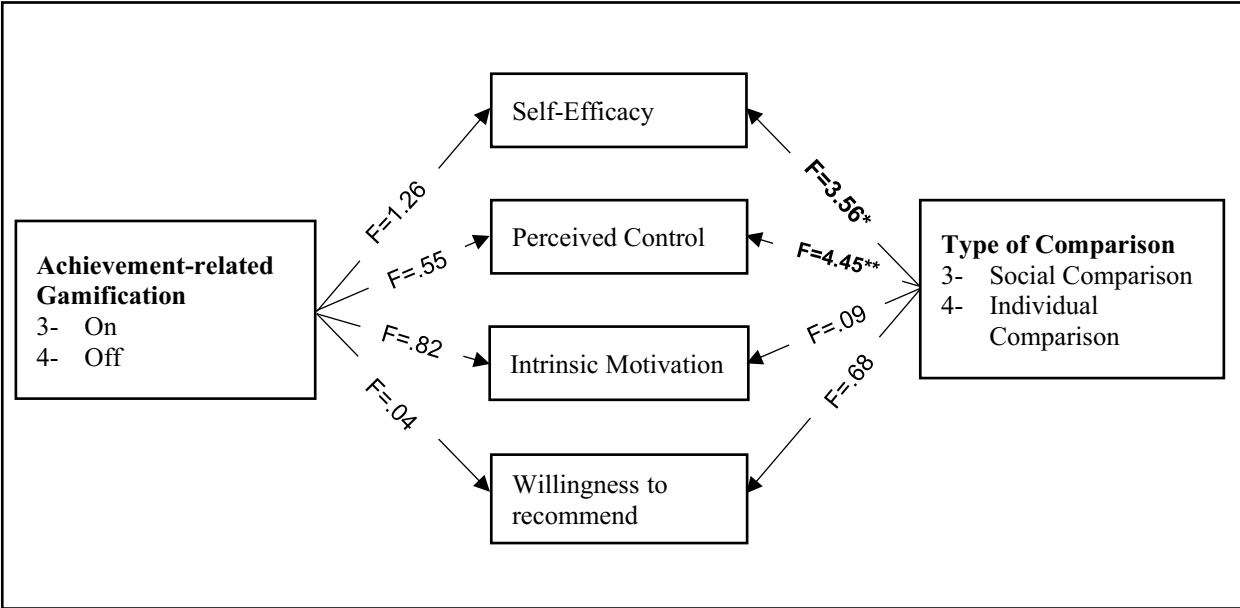 Achievement-related
Gamification
3- On
4- Off
F=1.26
F=.55
F=.82
F=.04
Self-Efficacy
Perceived Control
Intrinsic Motivation
Willingness to
recommend
F=3.56*
F=4.45**
F=.09
F=.68
Type of Comparison
3- Social Comparison
4- Individual
Comparison